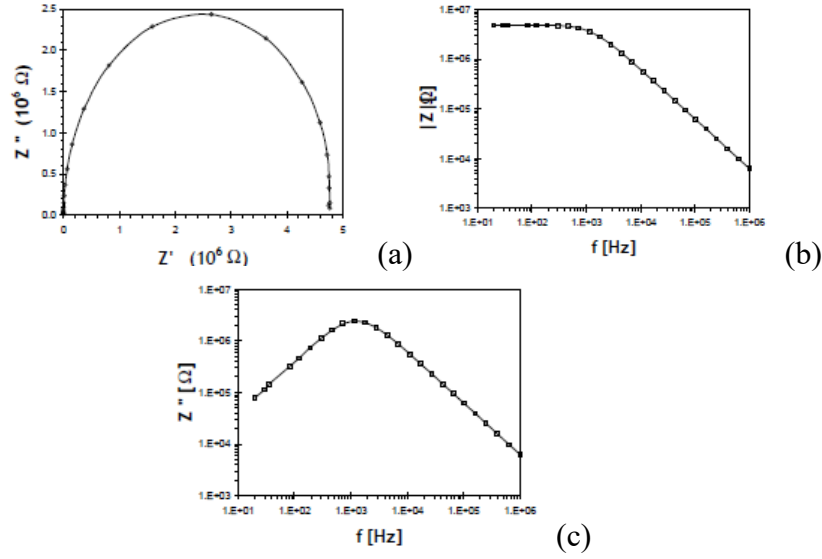 2.5
2.0
1.5
1.0
0.5
0.0
Z " (10⁶ Ω)
0 1 2 3 4 5
Z' (10⁶ Ω)
(a)
1.E+07
1.E+06
1.E+05
1.E+04
1.E+03
|Z|[Ω]
1.E+01 1.E+02 1.E+03 1.E+04 1.E+05 1.E+06
f [Hz]
(b)
1.E+07
1.E+06
1.E+05
1.E+04
1.E+03
Z " [Ω]
1.E+01 1.E+02 1.E+03 1.E+04 1.E+05 1.E+06
f [Hz]
(c)